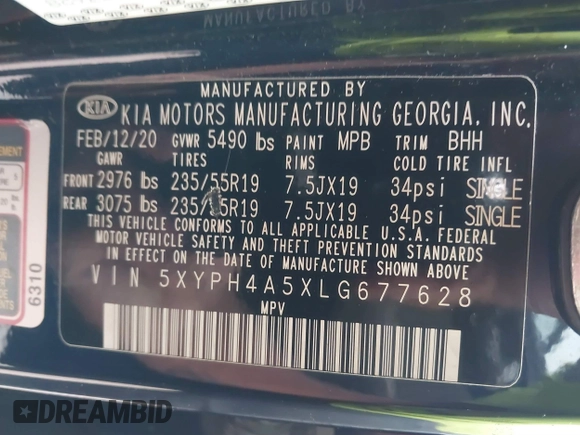 MANUFACTURED BY
KIA KIA MOTORS MANUFACTURING GEORGIA, INC.
FEB/12/20 GVWR 5490 lbs PAINT MPB TRIM BHH
GAWR TIRES RIMS COLD TIRE INFL
FRONT 2976 lbs 235/55R19 7.5JX19 34psi SINGLE
REAR 3075 lbs 235/55R19 7.5JX19 34psi SINGLE
THIS VEHICLE CONFORMS TO ALL APPLICABLE U.S.A. FEDERAL
MOTOR VEHICLE SAFETY AND THEFT PREVENTION STANDARDS
IN EFFECT ON THE DATE OF MANUFACTURE SHOWN ABOVE.
VIN 5XYPH4A5XLG677628
MPV
6310
DREAMBID